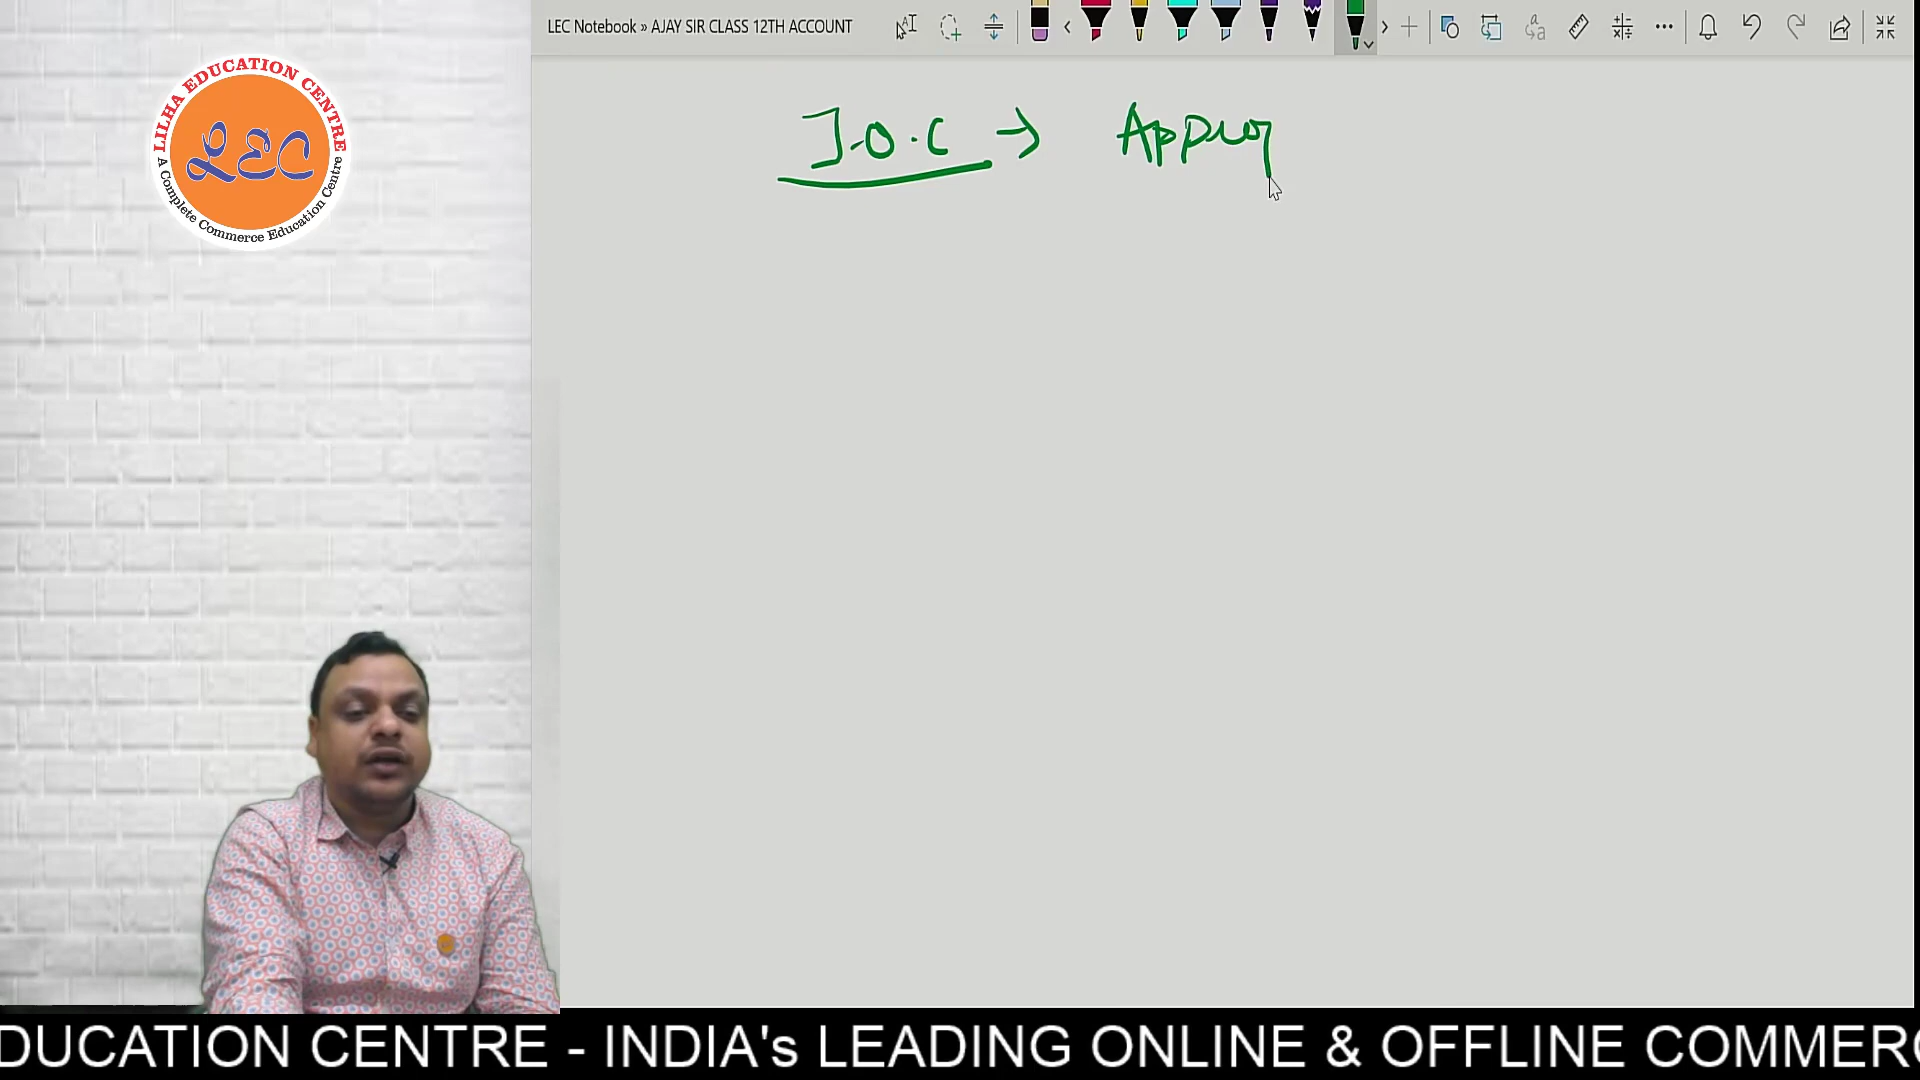 LEC Notebook » AJAY SIR CLASS 12TH ACCOUNT
LILHA EDUCATION CENTRE
LEC
A Complete Commerce Education Centre
I.O.C →
DUCATION CENTRE - INDIA's LEADING ONLINE & OFFLINE COMMERC